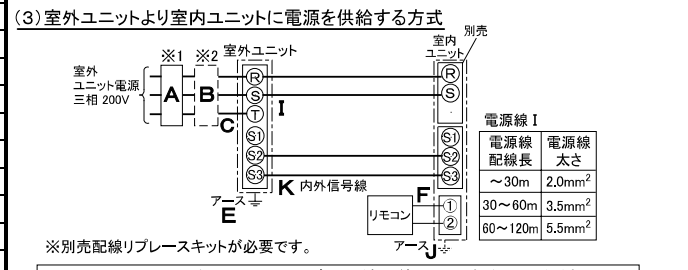 (3)室外ユニットより室内ユニットに電源を供給する方式
別売
※1 ※2 室外ユニット
室内
ユニット
室外
ユニット電源
三相 200V
A B C
R R
S S
T
I
S1 S1
S2 S2
S3 S3
K 内外信号線
アース
E
F
リモコン
①
②
アース J
※別売配線リプレースキットが必要です。
電源線 I
電源線配線長 電源線太さ
～30m 2.0mm²
30～60m 3.5mm²
60～120m 5.5mm²